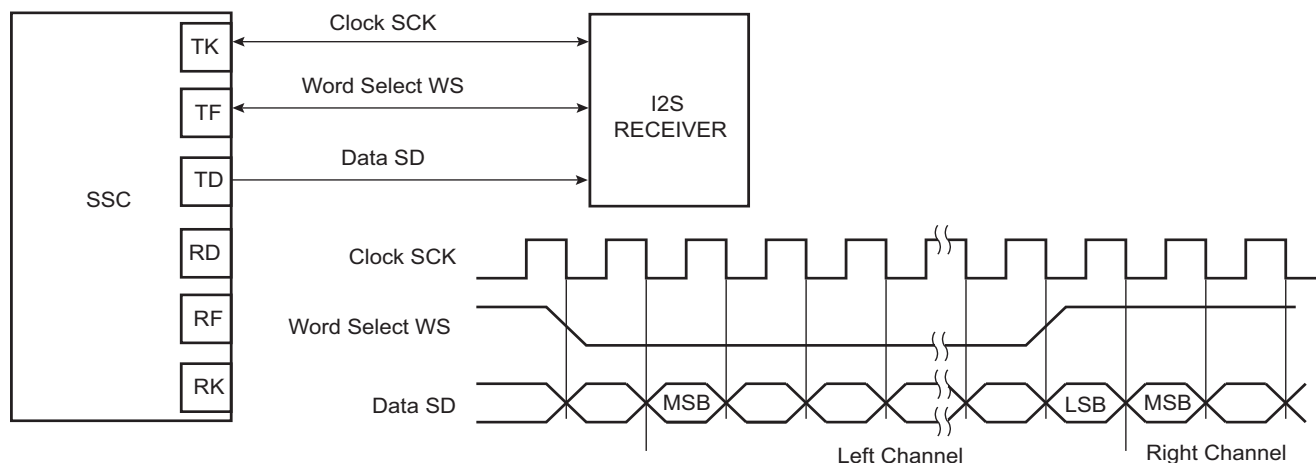 Clock SCK
TK
Word Select WS
TF
I2S
RECEIVER
Data SD
TD
SSC
RD
Clock SCK
RF
Word Select WS
RK
Data SD
MSB
LSB
MSB
Left Channel
Right Channel